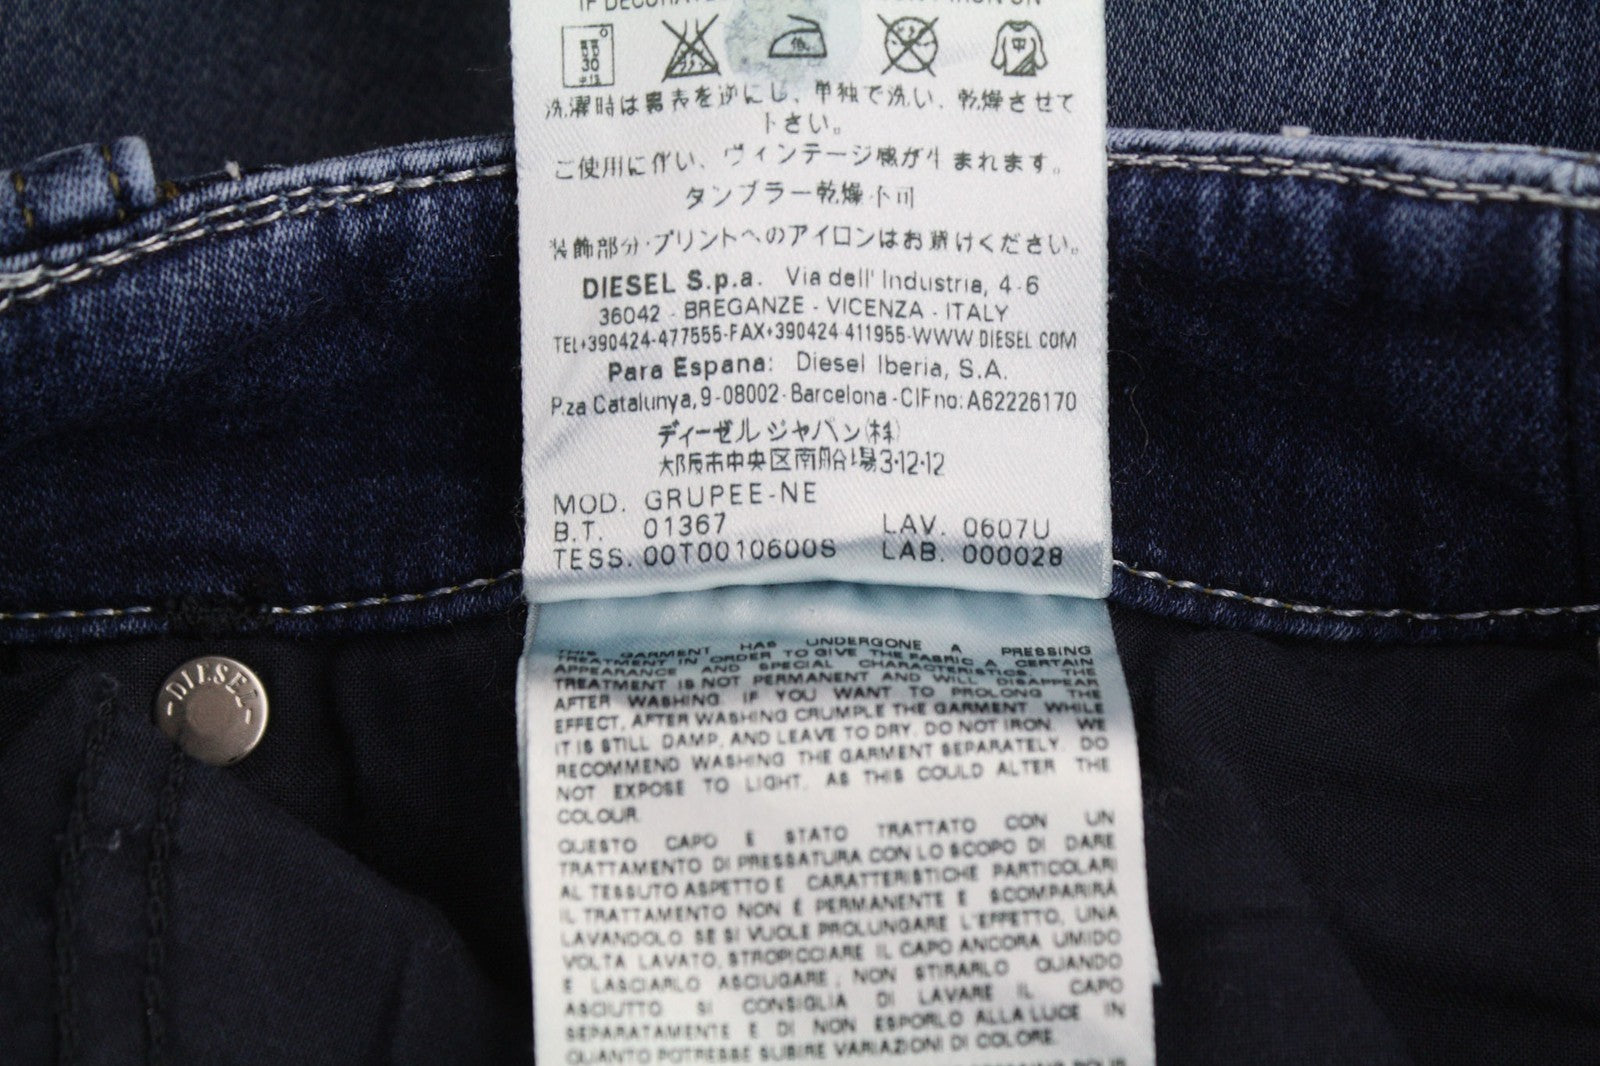 IF DECORATE IRON ON
洗濯時は裏表を逆にし、単独で洗い、乾燥させて
下さい。
ご使用に伴い、ヴィンテージ感が生まれます。
タンブラー乾燥不可
装飾部分・プリントへのアイロンはお避けください。
DIESEL S.p.a. Via dell' Industria, 4-6
36042 - BREGANZE - VICENZA - ITALY
TEL+390424-477555-FAX+390424-411955-WWW.DIESEL.COM
Para Espana: Diesel Iberia, S.A.
P.za Catalunya, 9-08002-Barcelona-CIF no: A62226170
ディーゼル ジャパン(株)
大阪市中央区南船場3-12-12
MOD. GRUPEE-NE
B.T. 01367 LAV. 0607U
TESS. 00T0010600S LAB. 000028
THIS GARMENT HAS UNDERGONE A PRESSING
TREATMENT IN ORDER TO GIVE THE FABRIC A CERTAIN
APPEARANCE AND SPECIAL CHARACTERISTICS. THE
TREATMENT IS NOT PERMANENT AND WILL DISAPPEAR
AFTER WASHING. IF YOU WANT TO PROLONG THE
EFFECT, AFTER WASHING CRUMPLE THE GARMENT WHILE
IT IS STILL DAMP, AND LEAVE TO DRY. DO NOT IRON. WE
RECOMMEND WASHING THE GARMENT SEPARATELY. DO
NOT EXPOSE TO LIGHT, AS THIS COULD ALTER THE
COLOUR.
QUESTO CAPO E STATO TRATTATO CON UN
TRATTAMENTO DI PRESSATURA CON LO SCOPO DI DARE
AL TESSUTO ASPETTO E CARATTERISTICHE PARTICOLARI
IL TRATTAMENTO NON É PERMANENTE E SCOMPARIRÁ
LAVANDOLO. SE SI VUOLE PROLUNGARE L'EFFETTO, UNA
VOLTA LAVATO, STROPICCIARE IL CAPO ANCORA UMIDO
E LASCIARLO ASCIUGARE, NON STIRARLO QUANDO
ASCIUTTO SI CONSIGLIA DI LAVARE IL CAPO
SEPARATAMENTE E DI NON ESPORLO ALLA LUCE IN
QUANTO POTREBBE SUBIRE VARIAZIONI DI COLORE.
-DIESEL-